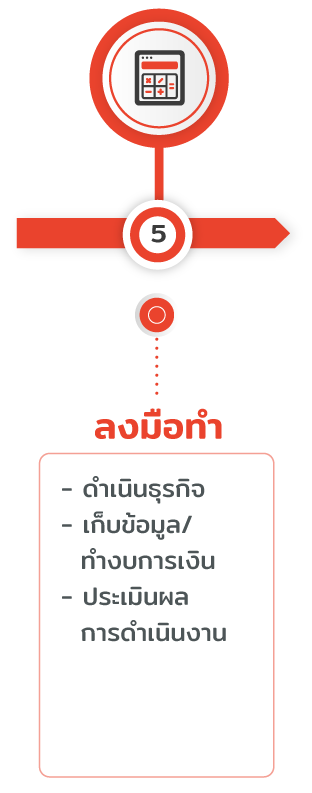 5
ลงมือทำ
- ดำเนินธุรกิจ
- เก็บข้อมูล/
ทำงบการเงิน
- ประเมินผล
การดำเนินงาน